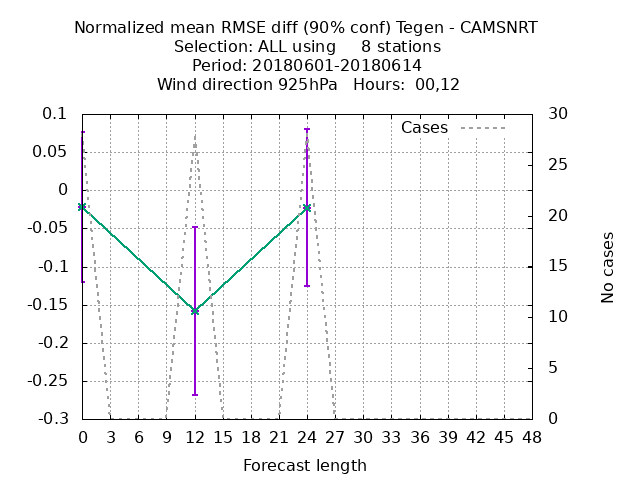 Normalized mean RMSE diff (90% conf) Tegen - CAMSNRT
Selection: ALL using     8 stations
Period: 20180601-20180614
Wind direction 925hPa   Hours:  00,12
Cases
0.1
0.05
0
-0.05
-0.1
-0.15
-0.2
-0.25
-0.3
30
25
20
15
10
5
0
No cases
0 3 6 9 12 15 18 21 24 27 30 33 36 39 42 45 48
Forecast length